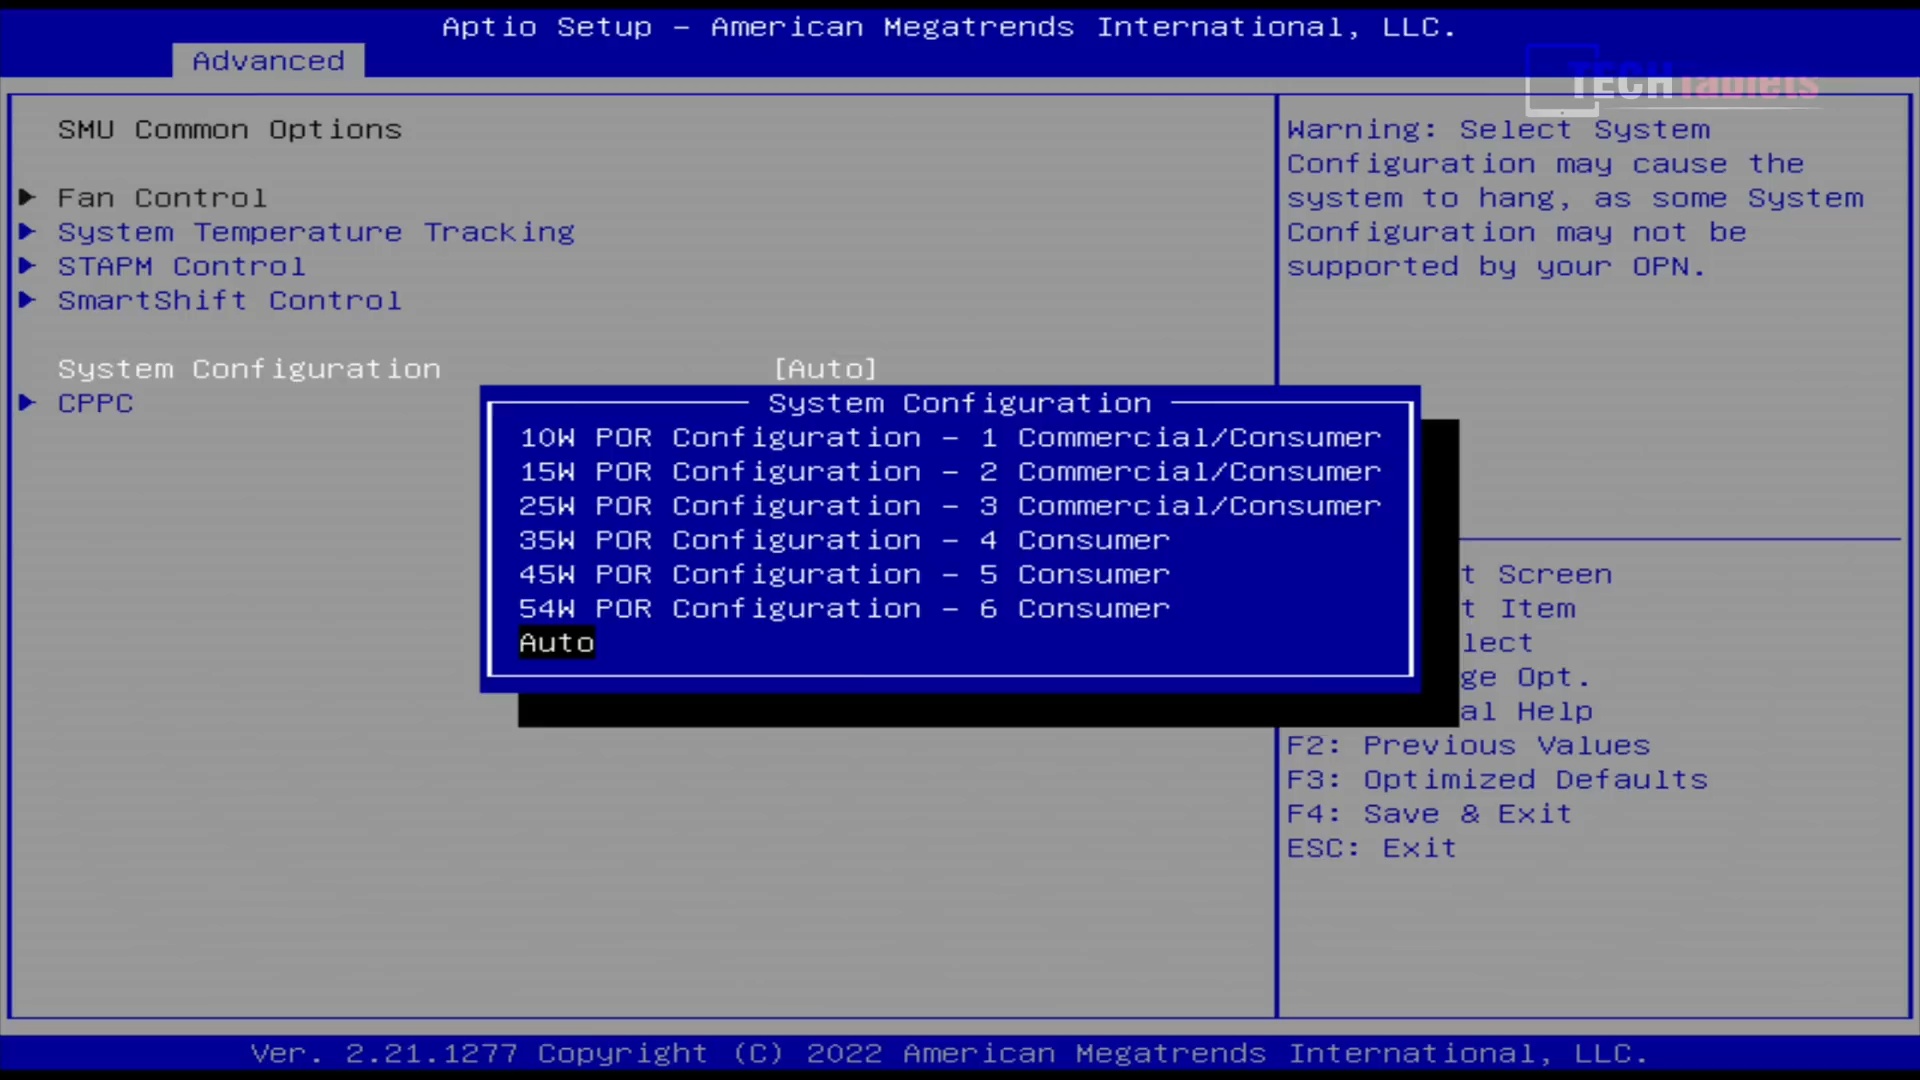 Aptio Setup – American Megatrends International, LLC.
Advanced
TECHtablets
SMU Common Options
Fan Control
System Temperature Tracking
STAPM Control
SmartShift Control
System Configuration [Auto]
CPPC
Warning: Select System
Configuration may cause the
system to hang, as some System
Configuration may not be
supported by your OPN.
System Configuration
10W POR Configuration – 1 Commercial/Consumer
15W POR Configuration – 2 Commercial/Consumer
25W POR Configuration – 3 Commercial/Consumer
35W POR Configuration – 4 Consumer
45W POR Configuration – 5 Consumer
54W POR Configuration – 6 Consumer
Auto
t Screen
t Item
lect
ge Opt.
al Help
F2: Previous Values
F3: Optimized Defaults
F4: Save & Exit
ESC: Exit
Ver. 2.21.1277 Copyright (C) 2022 American Megatrends International, LLC.